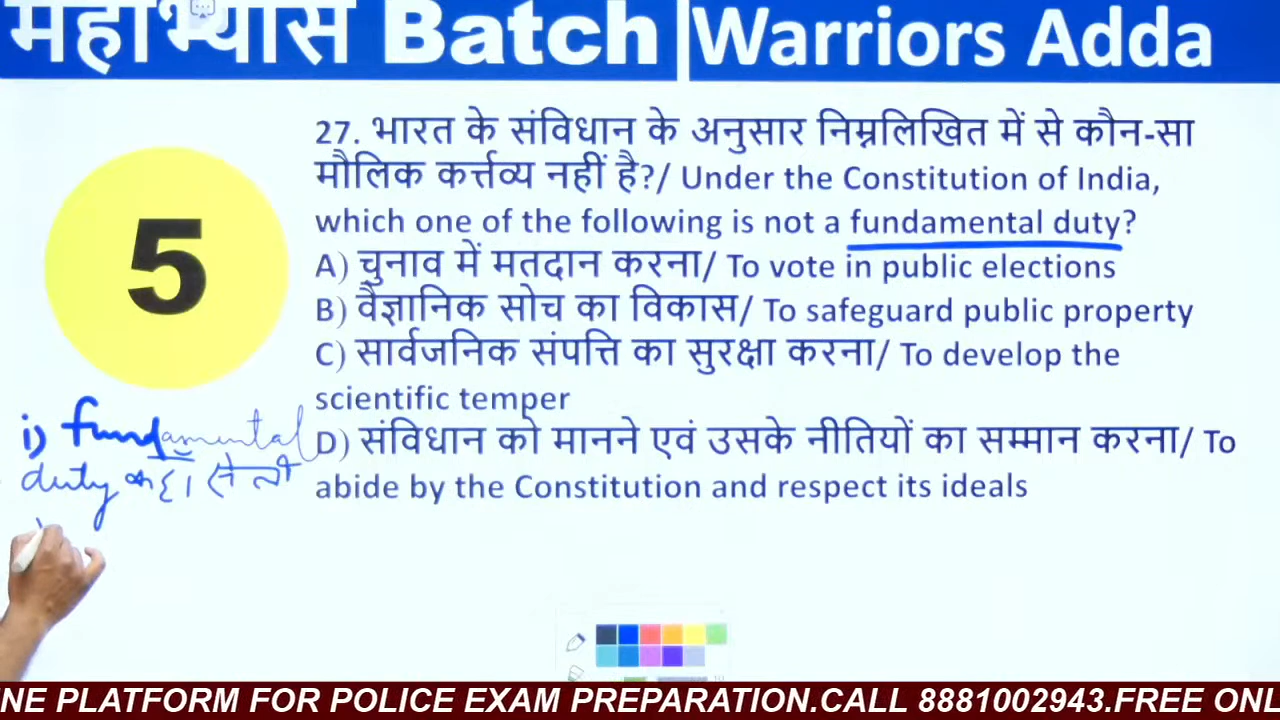 महाभ्यास Batch Warriors Adda
5
27. भारत के संविधान के अनुसार निम्नलिखित में से कौन-सा
मौलिक कर्त्तव्य नहीं है?/ Under the Constitution of India,
which one of the following is not a fundamental duty?
A) चुनाव में मतदान करना/ To vote in public elections
B) वैज्ञानिक सोच का विकास/ To safeguard public property
C) सार्वजनिक संपत्ति का सुरक्षा करना/ To develop the
scientific temper
D) संविधान को मानने एवं उसके नीतियों का सम्मान करना/ To
abide by the Constitution and respect its ideals
i) fundamental
duty कहाँ से ली
NE PLATFORM FOR POLICE EXAM PREPARATION.CALL 8881002943.FREE ONL